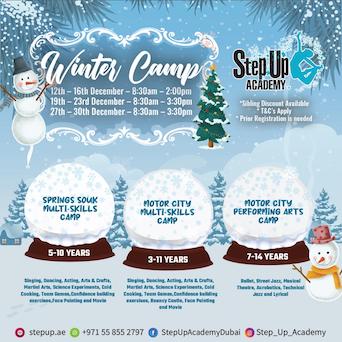 Winter Camp
12th - 16th December - 8:30am - 2:00pm
19th - 23rd December - 8:30am - 3:30pm
27th - 30th December - 8:30am - 3:30pm
Step Up
ACADEMY
*Sibling Discount Available
* T&C's Apply
* Prior Registration is needed
SPRINGS SOUK
MULTI-SKILLS
CAMP
5-10 YEARS
Singing, Dancing, Acting, Arts & Crafts,
Martial Arts, Science Experiments, Cold
Cooking, Team Games,Confidence building
exercises,Face Painting
and Movie
MOTOR CITY
MULTI-SKILLS
CAMP
3-11 YEARS
Singing, Dancing, Acting, Arts & Crafts,
Martial Arts, Science Experiments, Cold
Cooking, Team Games,Confidence building
exercises, Bouncy Castle, Face Painting
and Movie
MOTOR CITY
PERFORMING ARTS
CAMP
7-14 YEARS
Ballet, Street Jazz, Musical
Theatre, Acrobatics, Technical
Jazz and Lyrical
stepup.ae
+971 55 855 2797
StepUpAcademyDubai
Step_Up_Academy